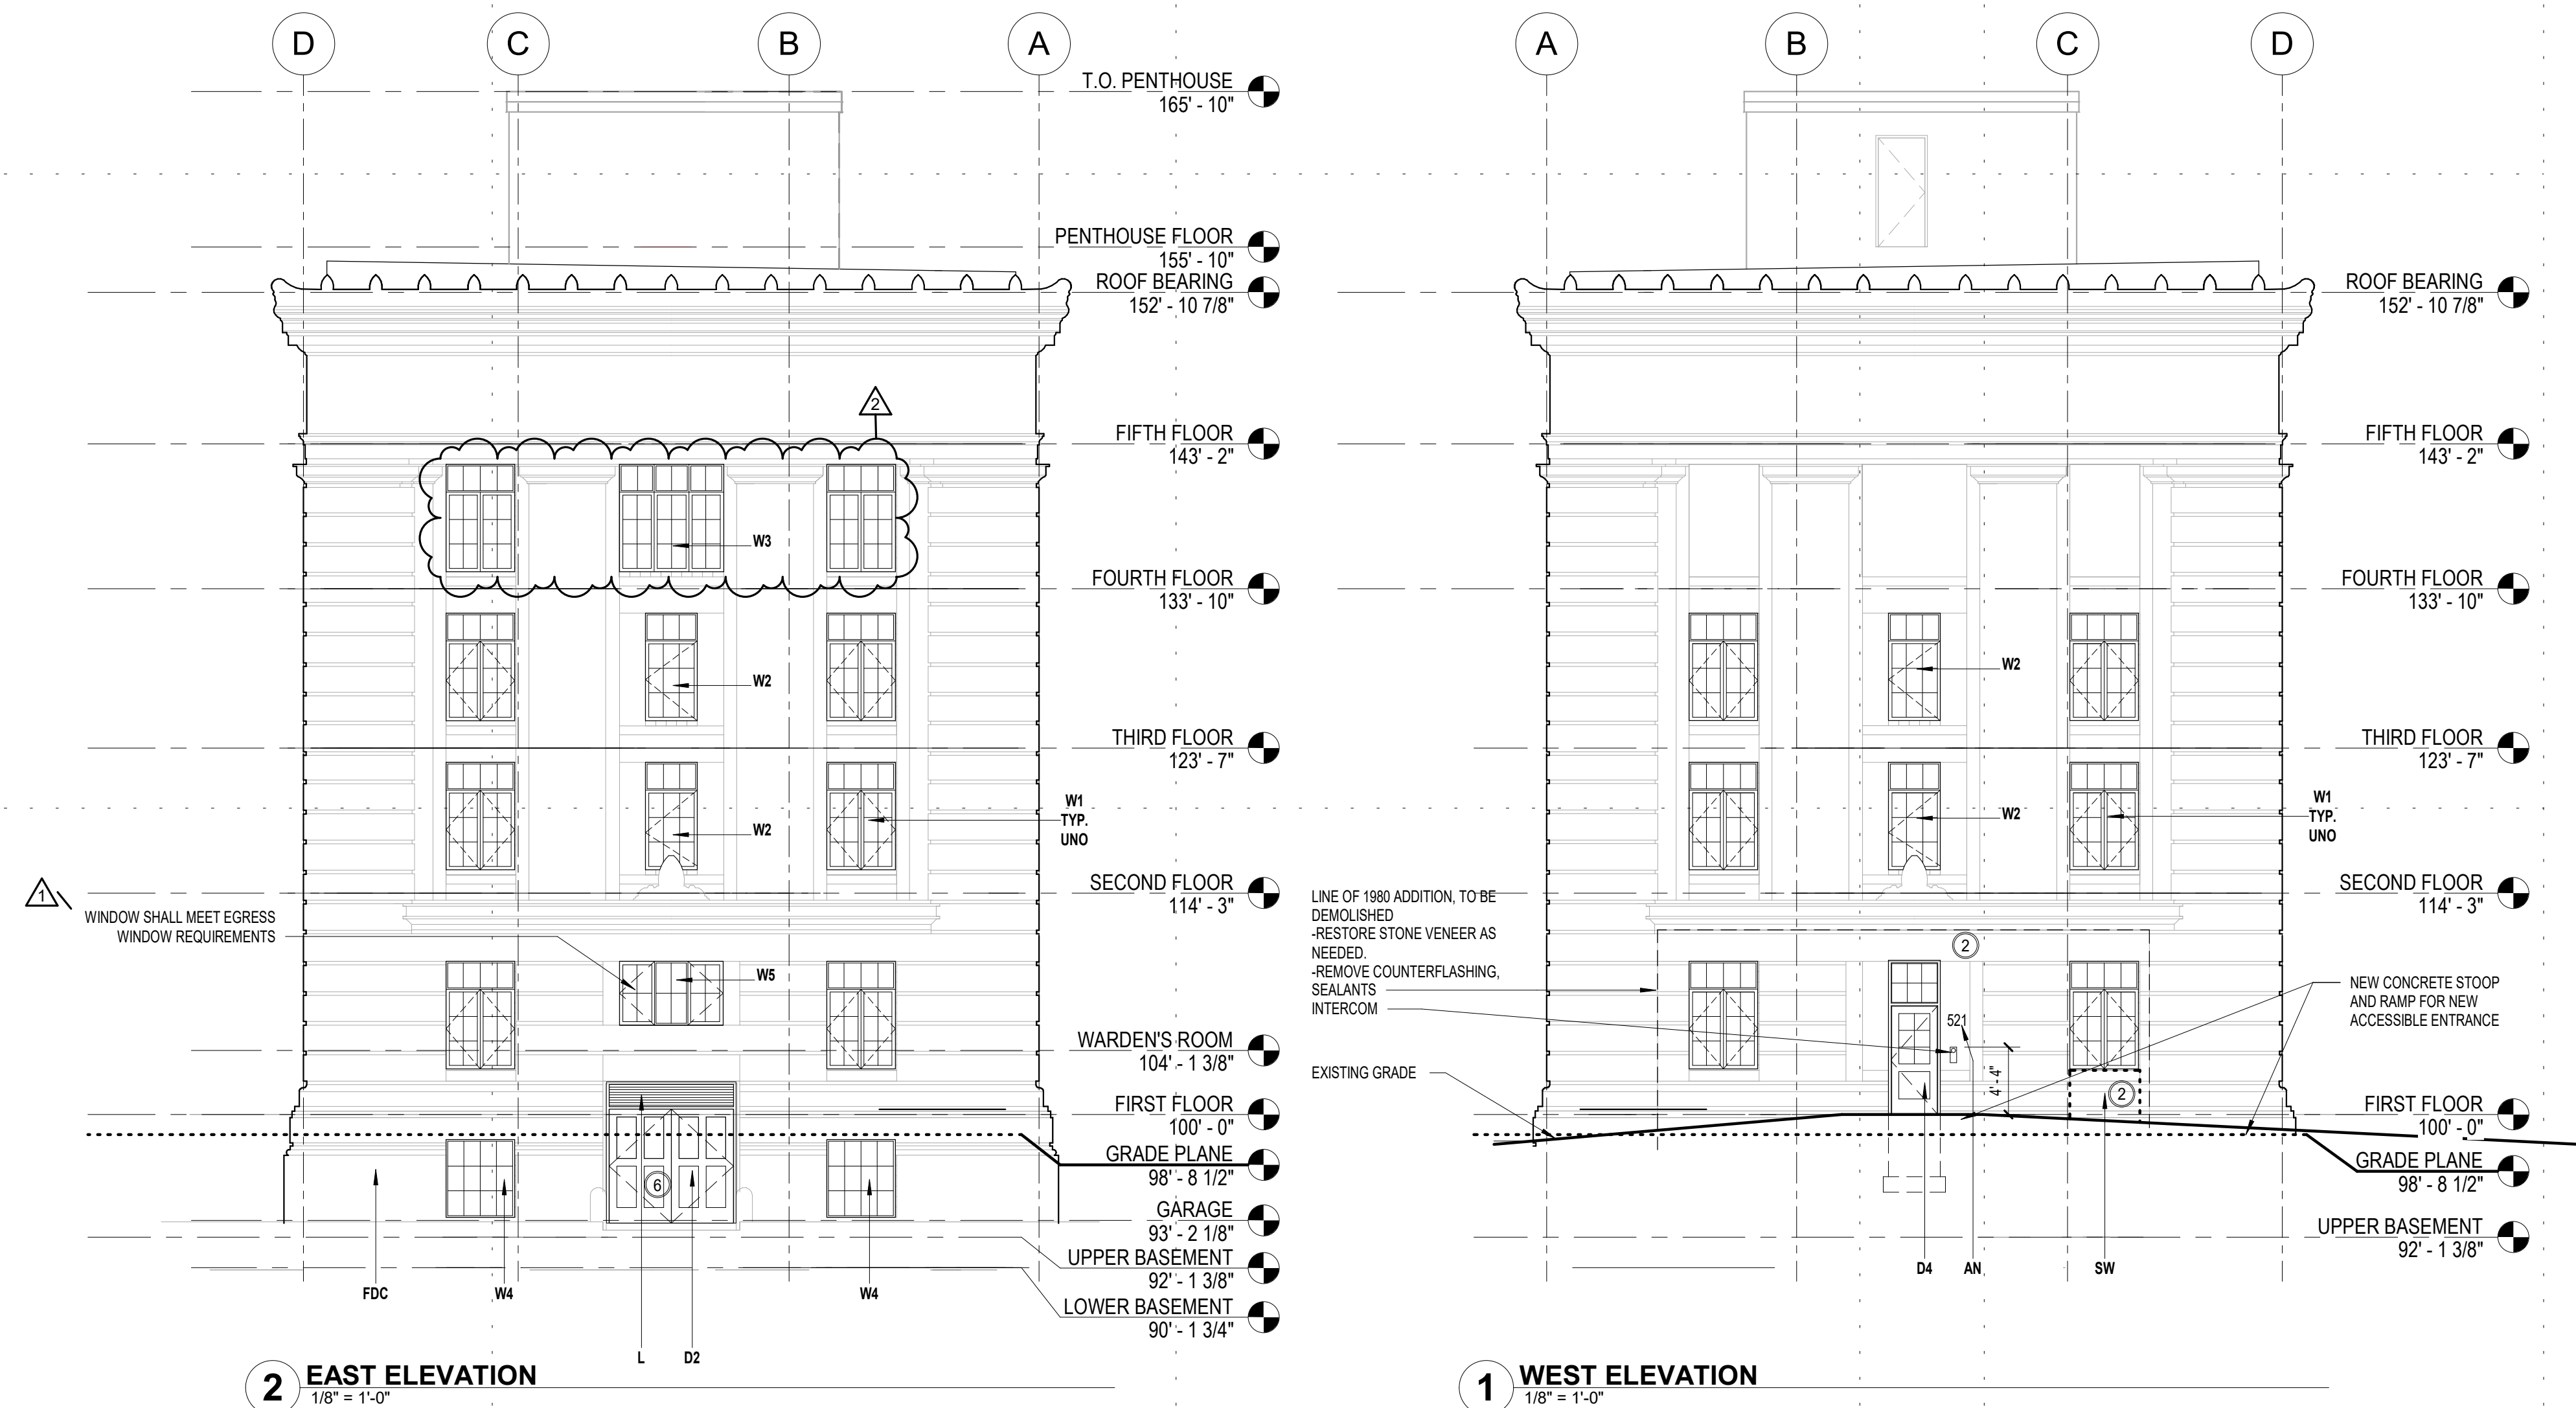 D
C
B
A
T.O. PENTHOUSE
165' - 10"
PENTHOUSE FLOOR
155' - 10"
ROOF BEARING
152' - 10 7/8"
2
FIFTH FLOOR
143' - 2"
W3
FOURTH FLOOR
133' - 10"
W2
THIRD FLOOR
123' - 7"
W2
W1
TYP.
UNO
SECOND FLOOR
114' - 3"
1
WINDOW SHALL MEET EGRESS
WINDOW REQUIREMENTS
W5
WARDEN'S ROOM
104' - 1 3/8"
FIRST FLOOR
100' - 0"
GRADE PLANE
98' - 8 1/2"
6
GARAGE
93' - 2 1/8"
UPPER BASEMENT
92' - 1 3/8"
LOWER BASEMENT
90' - 1 3/4"
FDC
W4
W4
L
D2
2
EAST ELEVATION
1/8" = 1'-0"
A
B
C
D
ROOF BEARING
152' - 10 7/8"
FIFTH FLOOR
143' - 2"
FOURTH FLOOR
133' - 10"
W2
THIRD FLOOR
123' - 7"
W2
W1
TYP.
UNO
SECOND FLOOR
114' - 3"
LINE OF 1980 ADDITION, TO BE
DEMOLISHED
-RESTORE STONE VENEER AS
NEEDED.
-REMOVE COUNTERFLASHING,
SEALANTS
INTERCOM
EXISTING GRADE
2
521
4' - 4"
2
NEW CONCRETE STOOP
AND RAMP FOR NEW
ACCESSIBLE ENTRANCE
FIRST FLOOR
100' - 0"
GRADE PLANE
98' - 8 1/2"
UPPER BASEMENT
92' - 1 3/8"
D4
AN
SW
1
WEST ELEVATION
1/8" = 1'-0"